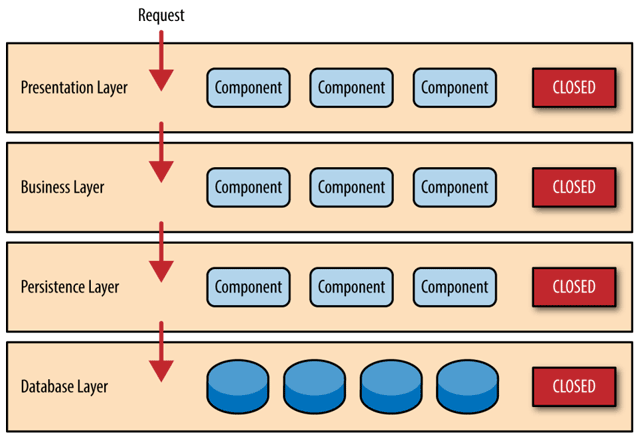 Request
Presentation Layer
Component Component Component
CLOSED
Business Layer
Component Component Component
CLOSED
Persistence Layer
Component Component Component
CLOSED
Database Layer
CLOSED